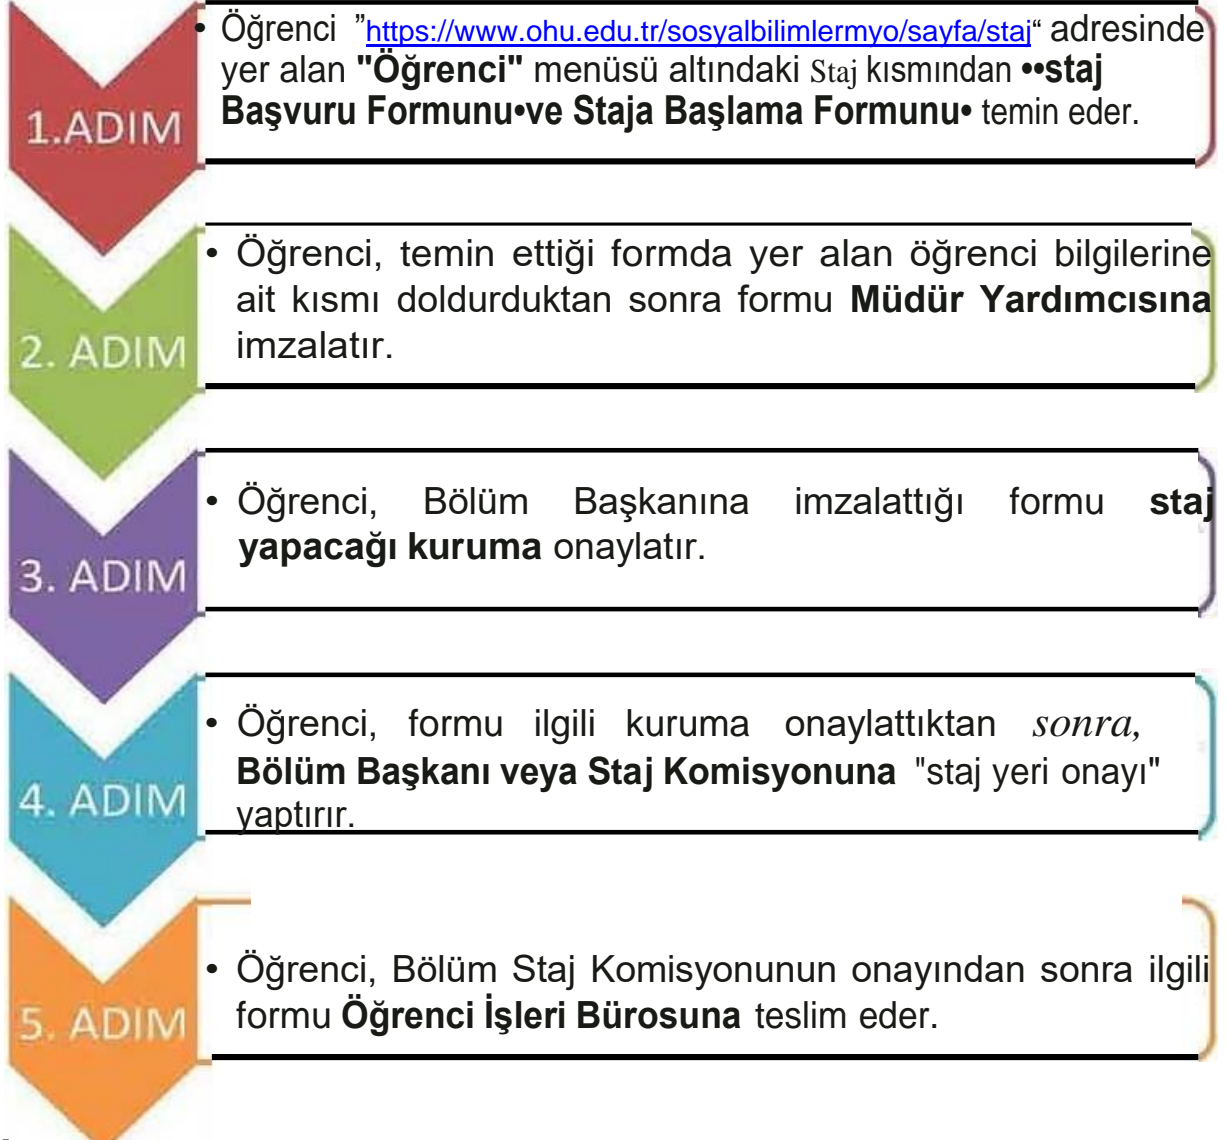 1.ADIM
• Öğrenci ”https://www.ohu.edu.tr/sosyalbilimlermyo/sayfa/staj“ adresinde
yer alan "Öğrenci" menüsü altındaki Staj kısmından ••staj
Başvuru Formunu•ve Staja Başlama Formunu• temin eder.
2. ADIM
• Öğrenci, temin ettiği formda yer alan öğrenci bilgilerine
ait kısmı doldurduktan sonra formu Müdür Yardımcısına
imzalatır.
3. ADIM
• Öğrenci, Bölüm Başkanına imzalattığı formu staj
yapacağı kuruma onaylatır.
4. ADIM
• Öğrenci, formu ilgili kuruma onaylattıktan sonra,
Bölüm Başkanı veya Staj Komisyonuna "staj yeri onayı"
yaptırır.
5. ADIM
• Öğrenci, Bölüm Staj Komisyonunun onayından sonra ilgili
formu Öğrenci İşleri Bürosuna teslim eder.